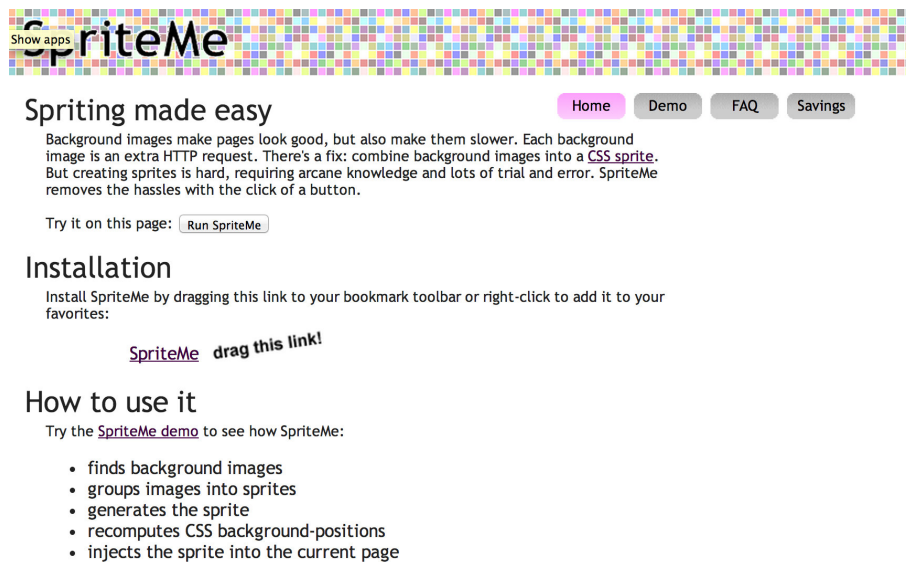 SpriteMe
Show apps
Home Demo FAQ Savings
Spriting made easy
Background images make pages look good, but also make them slower. Each background
image is an extra HTTP request. There's a fix: combine background images into a CSS sprite.
But creating sprites is hard, requiring arcane knowledge and lots of trial and error. SpriteMe
removes the hassles with the click of a button.
Try it on this page: Run SpriteMe
Installation
Install SpriteMe by dragging this link to your bookmark toolbar or right-click to add it to your
favorites:
SpriteMe drag this link!
How to use it
Try the SpriteMe demo to see how SpriteMe:
• finds background images
• groups images into sprites
• generates the sprite
• recomputes CSS background-positions
• injects the sprite into the current page